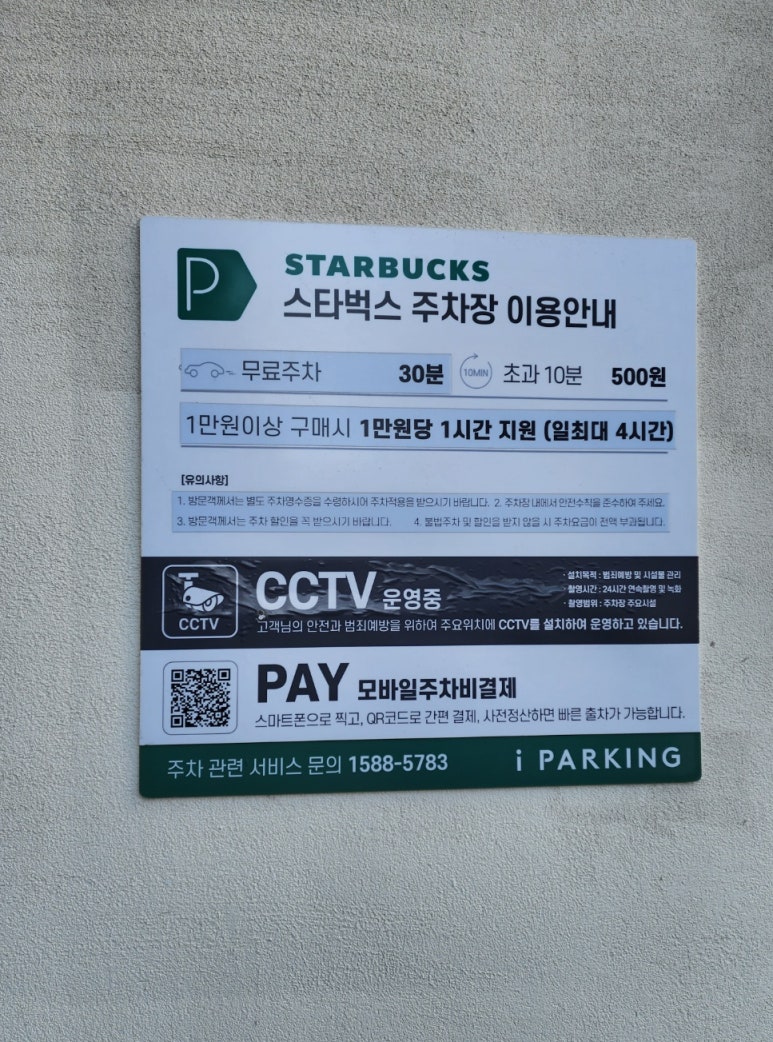 P
STARBUCKS
스타벅스 주차장 이용안내
무료주차 30분 10MIN 초과 10분 500원
1만원이상 구매시 1만원당 1시간 지원 (일최대 4시간)
[유의사항]
1. 방문객께서는 별도 주차영수증을 수령하시어 주차적용을 받으시기 바랍니다. 2. 주차장 내에서 안전수칙을 준수하여 주세요.
3. 방문객께서는 주차 할인을 꼭 받으시기 바랍니다. 4. 불법주차 및 할인을 받지 않을 시 주차요금이 전액 부과됩니다.
CCTV
CCTV 운영중
· 설치목적 : 범죄예방 및 시설물 관리
· 촬영시간 : 24시간 연속촬영 및 녹화
· 촬영범위 : 주차장 주요시설
고객님의 안전과 범죄예방을 위하여 주요위치에 CCTV를 설치하여 운영하고 있습니다.
PAY 모바일주차비결제
스마트폰으로 찍고, QR코드로 간편 결제, 사전정산하면 빠른 출차가 가능합니다.
주차 관련 서비스 문의 1588-5783 i PARKING